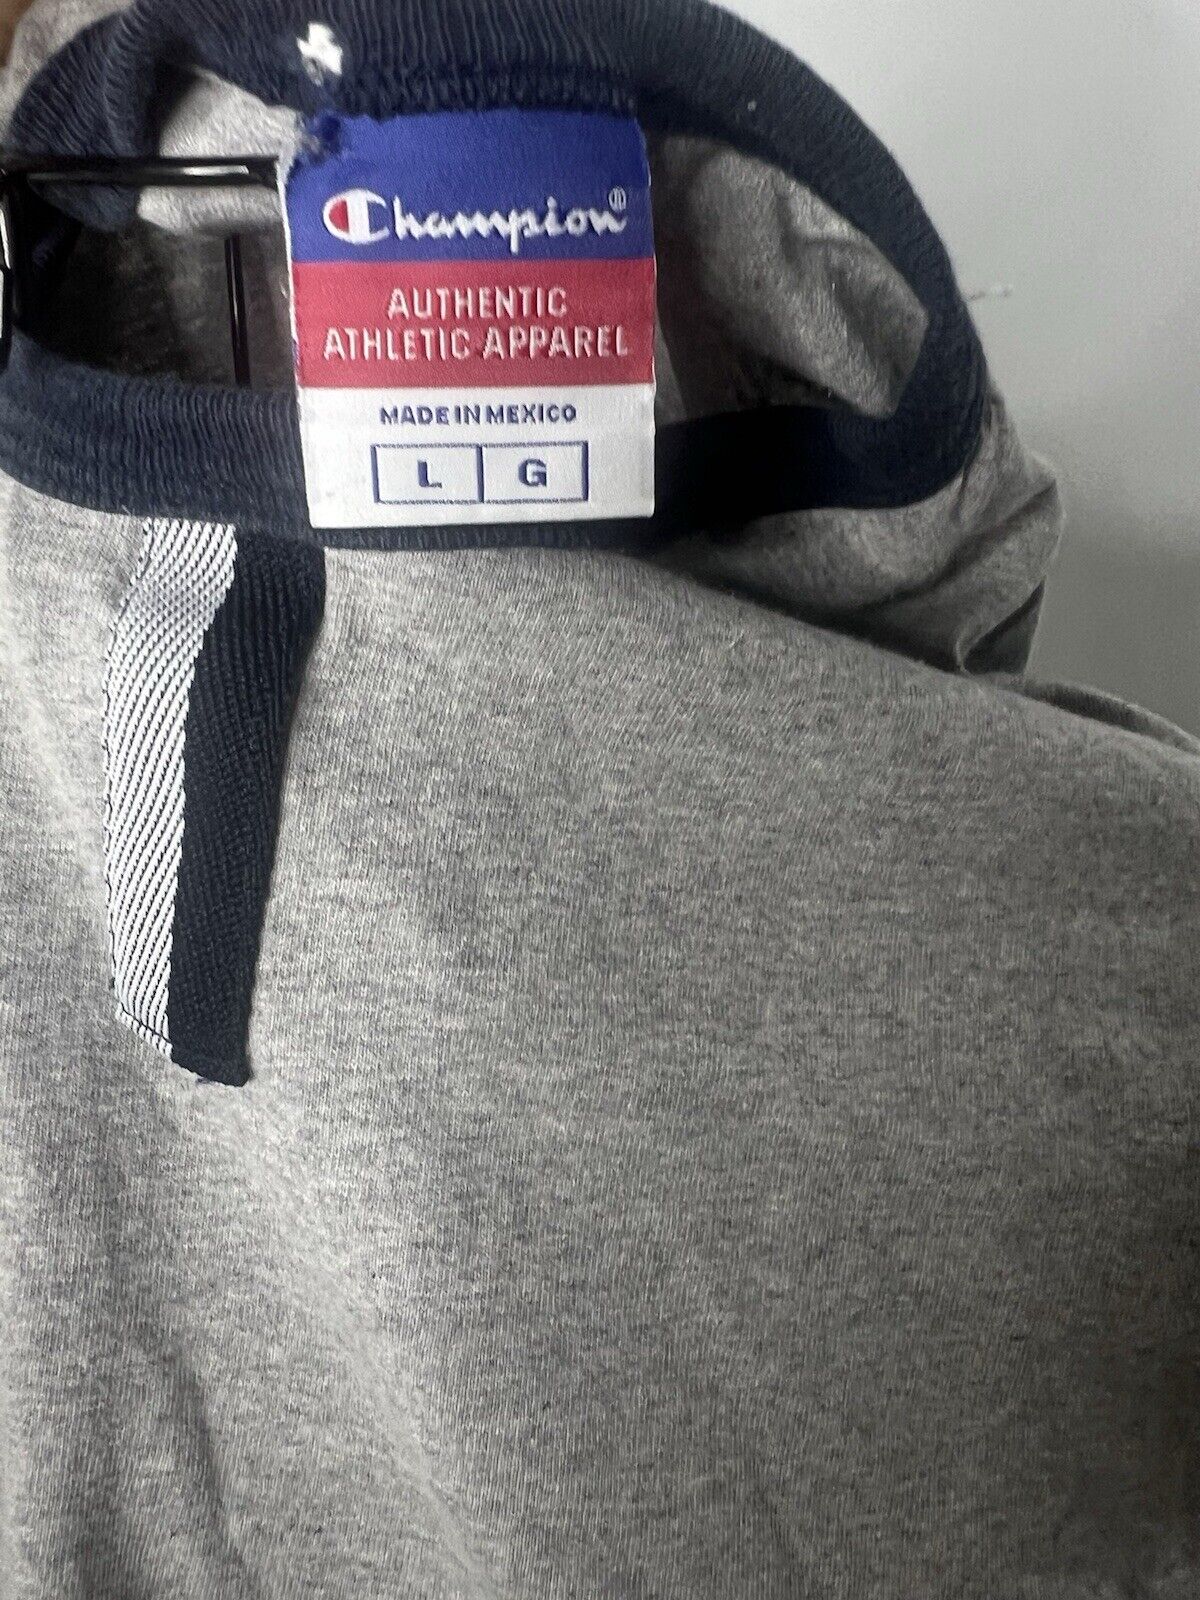 Champion®
AUTHENTIC
ATHLETIC APPAREL
MADE IN MEXICO
L G